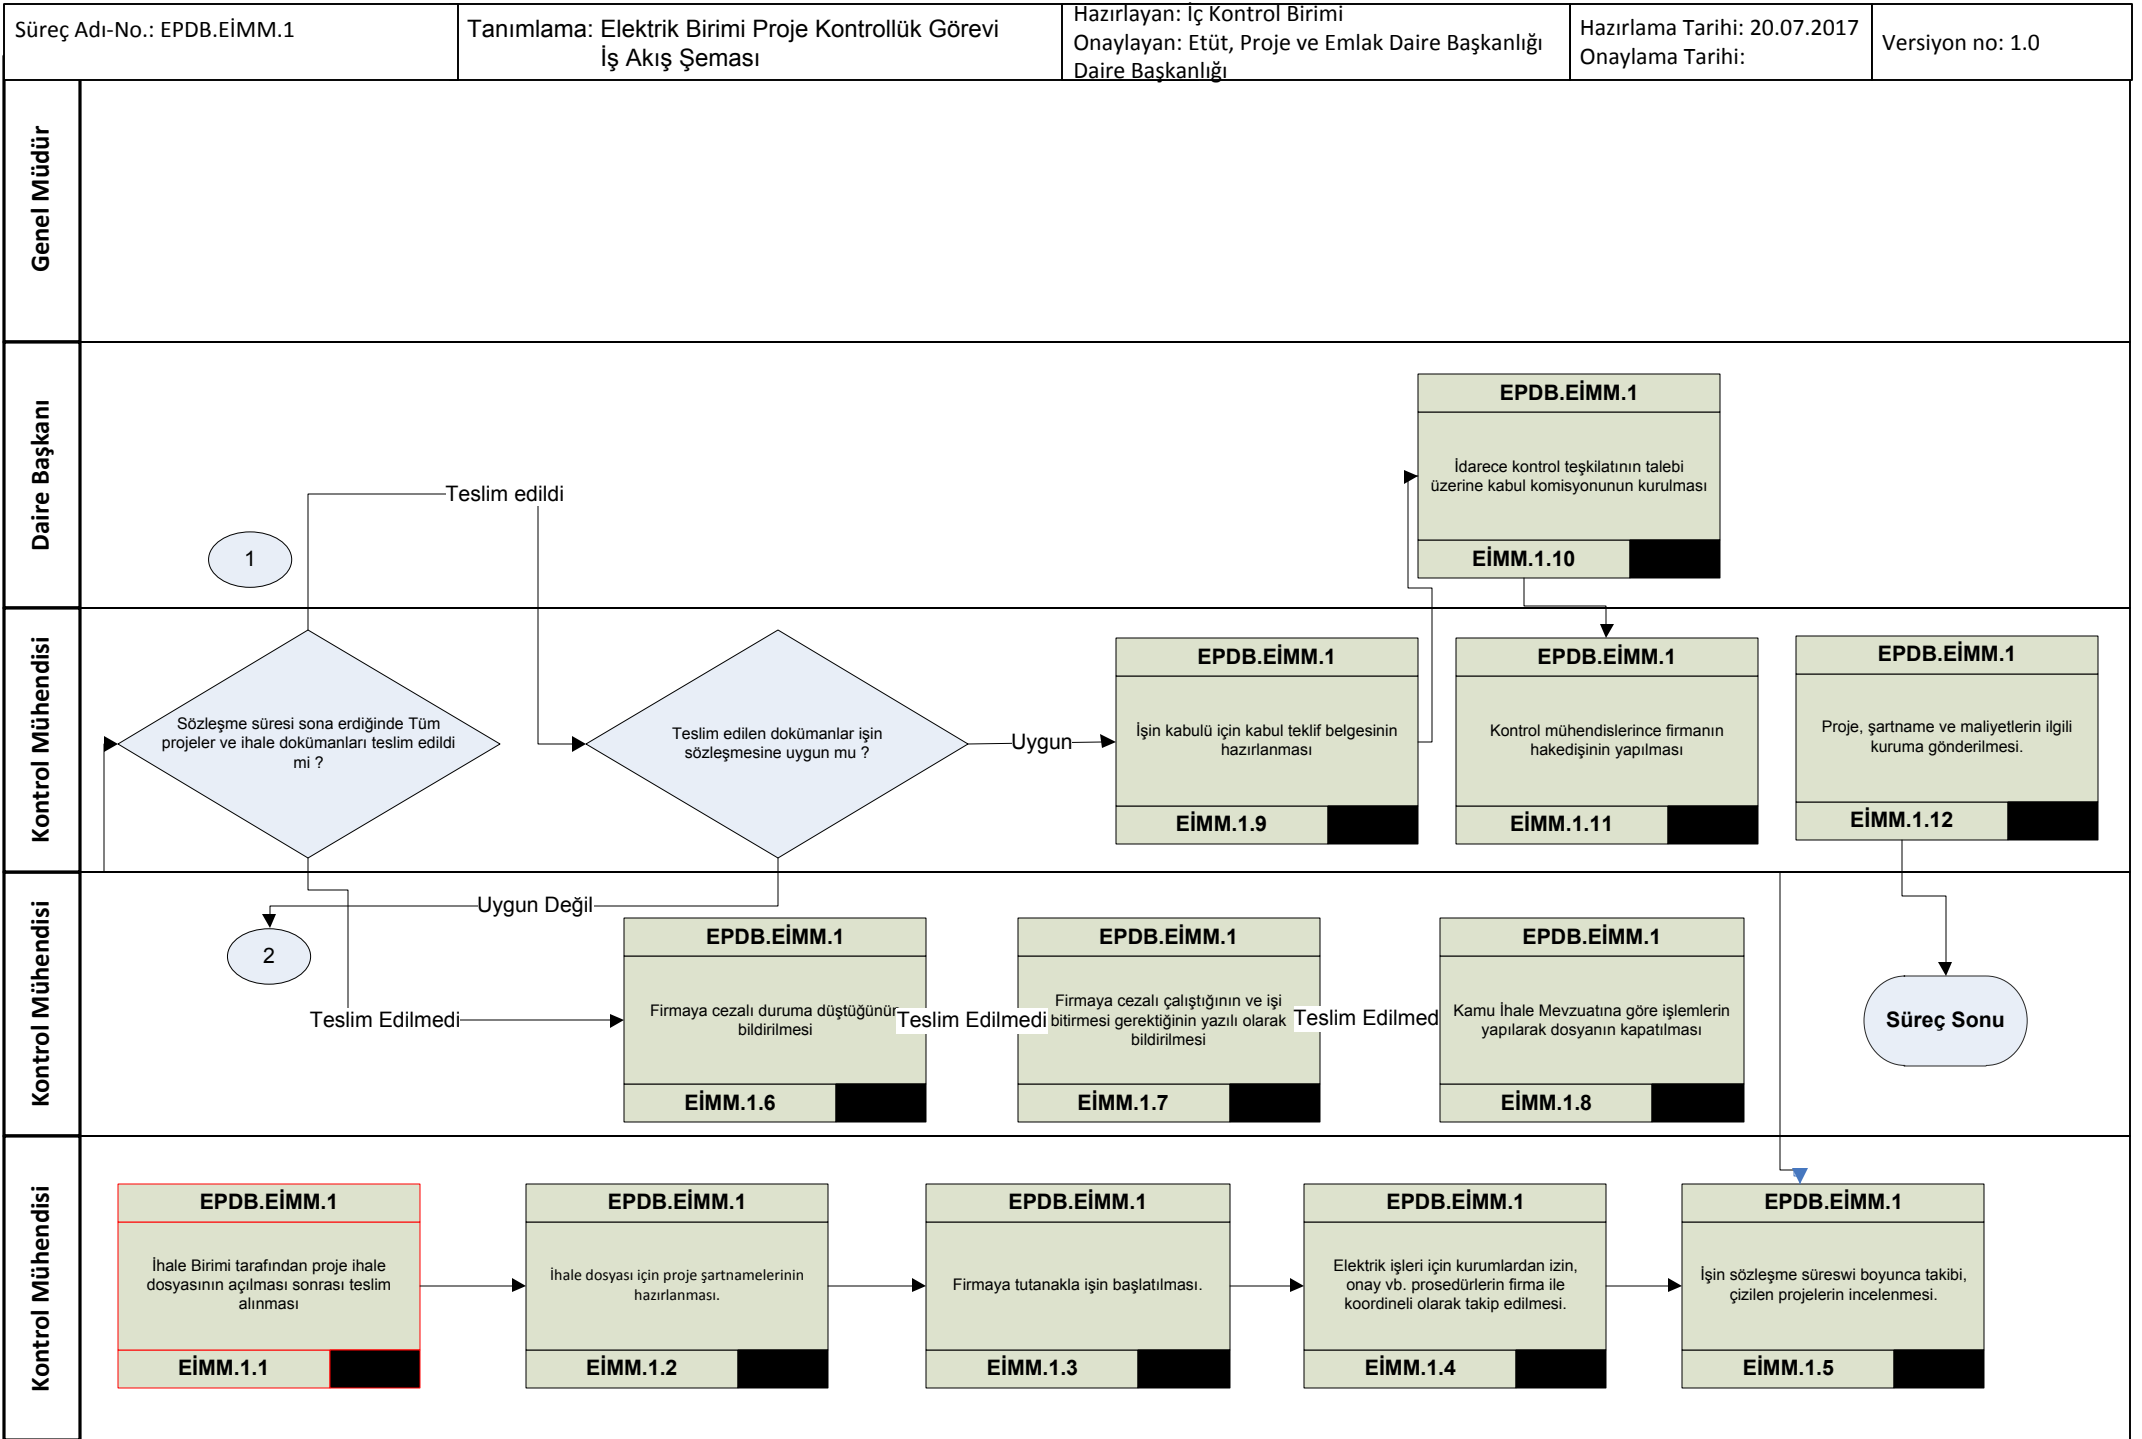 Süreç Adı-No.: EPDB.EİMM.1
Tanımlama: Elektrik Birimi Proje Kontrollük Görevi
İş Akış Şeması
Hazırlayan: İç Kontrol Birimi
Onaylayan: Etüt, Proje ve Emlak Daire Başkanlığı
Daire Başkanlığı
Hazırlama Tarihi: 20.07.2017
Onaylama Tarihi:
Versiyon no: 1.0
Genel Müdür
Daire Başkanı
EPDB.EİMM.1
İdarece kontrol teşkilatının talebi
üzerine kabul komisyonunun kurulması
EİMM.1.10
Teslim edildi
1
Kontrol Mühendisi
Sözleşme süresi sona erdiğinde Tüm
projeler ve ihale dokümanları teslim edildi
mi ?
Teslim edilen dokümanlar işin
sözleşmesine uygun mu ?
Uygun
EPDB.EİMM.1
İşin kabulü için kabul teklif belgesinin
hazırlanması
EİMM.1.9
EPDB.EİMM.1
Kontrol mühendislerince firmanın
hakedişinin yapılması
EİMM.1.11
EPDB.EİMM.1
Proje, şartname ve maliyetlerin ilgili
kuruma gönderilmesi.
EİMM.1.12
Kontrol Mühendisi
Uygun Değil
2
Teslim Edilmedi
EPDB.EİMM.1
Firmaya cezalı duruma düştüğünün
bildirilmesi
EİMM.1.6
Teslim Edilmedi
EPDB.EİMM.1
Firmaya cezalı çalıştığının ve işi
bitirmesi gerektiğinin yazılı olarak
bildirilmesi
EİMM.1.7
Teslim Edilmed
EPDB.EİMM.1
Kamu İhale Mevzuatına göre işlemlerin
yapılarak dosyanın kapatılması
EİMM.1.8
Süreç Sonu
Kontrol Mühendisi
EPDB.EİMM.1
İhale Birimi tarafından proje ihale
dosyasının açılması sonrası teslim
alınması
EİMM.1.1
EPDB.EİMM.1
İhale dosyası için proje şartnamelerinin
hazırlanması.
EİMM.1.2
EPDB.EİMM.1
Firmaya tutanakla işin başlatılması.
EİMM.1.3
EPDB.EİMM.1
Elektrik işleri için kurumlardan izin,
onay vb. prosedürlerin firma ile
koordineli olarak takip edilmesi.
EİMM.1.4
EPDB.EİMM.1
İşin sözleşme süreswi boyunca takibi,
çizilen projelerin incelenmesi.
EİMM.1.5